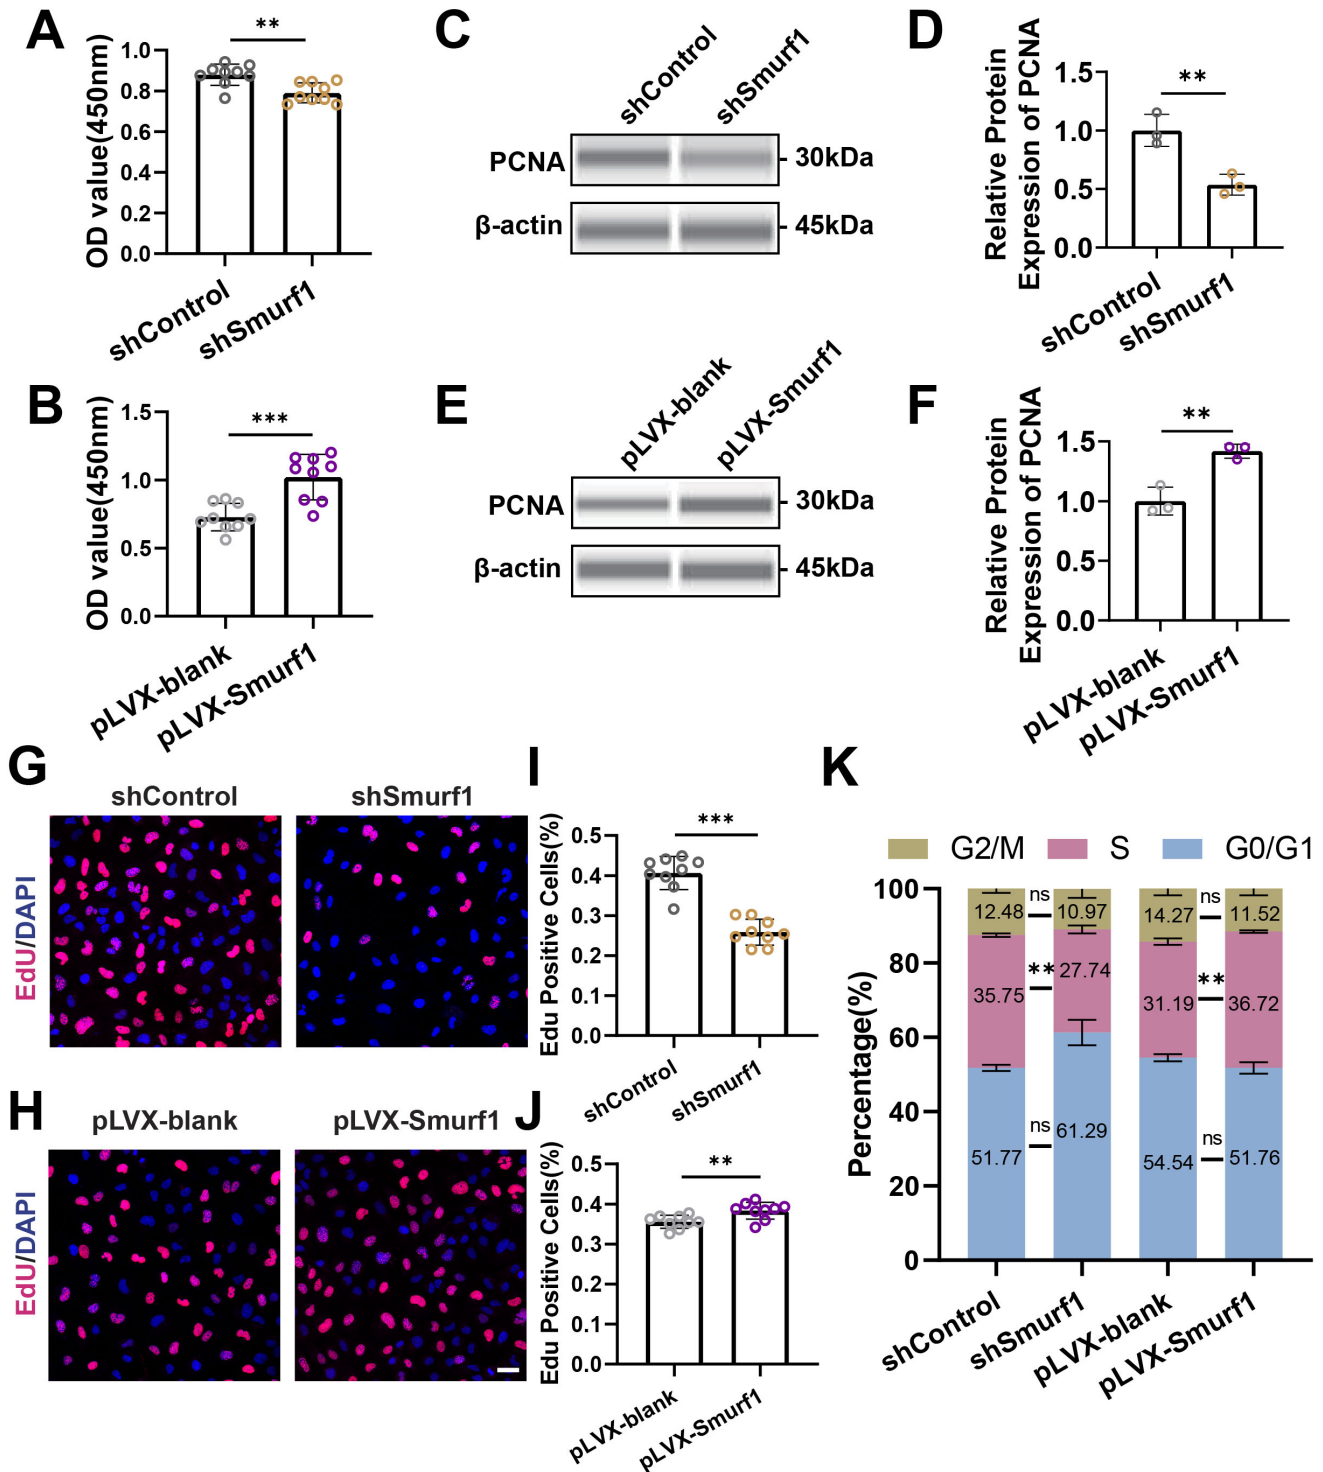 A
**
OD value(450nm)
1.0
0.8
0.6
0.4
0.2
0.0
shControl
shSmurf1
C
shControl
shSmurf1
PCNA
30kDa
β-actin
45kDa
D
**
Relative Protein
Expression of PCNA
1.5
1.0
0.5
0.0
shControl
shSmurf1
B
***
OD value(450nm)
1.5
1.0
0.5
0.0
pLVX-blank
pLVX-Smurf1
E
pLVX-blank
pLVX-Smurf1
PCNA
30kDa
β-actin
45kDa
F
**
Relative Protein
Expression of PCNA
1.5
1.0
0.5
0.0
pLVX-blank
pLVX-Smurf1
G
shControl
shSmurf1
EdU/DAPI
I
***
Edu Positive Cells(%)
0.5
0.4
0.3
0.2
0.1
0.0
shControl
shSmurf1
H
pLVX-blank
pLVX-Smurf1
EdU/DAPI
J
**
Edu Positive Cells(%)
0.5
0.4
0.3
0.2
0.1
0.0
pLVX-blank
pLVX-Smurf1
K
G2/M
S
G0/G1
Percentage(%)
100
80
60
40
20
0
12.48
ns
10.97
14.27
ns
11.52
35.75
**
27.74
31.19
**
36.72
51.77
ns
61.29
54.54
ns
51.76
shControl
shSmurf1
pLVX-blank
pLVX-Smurf1